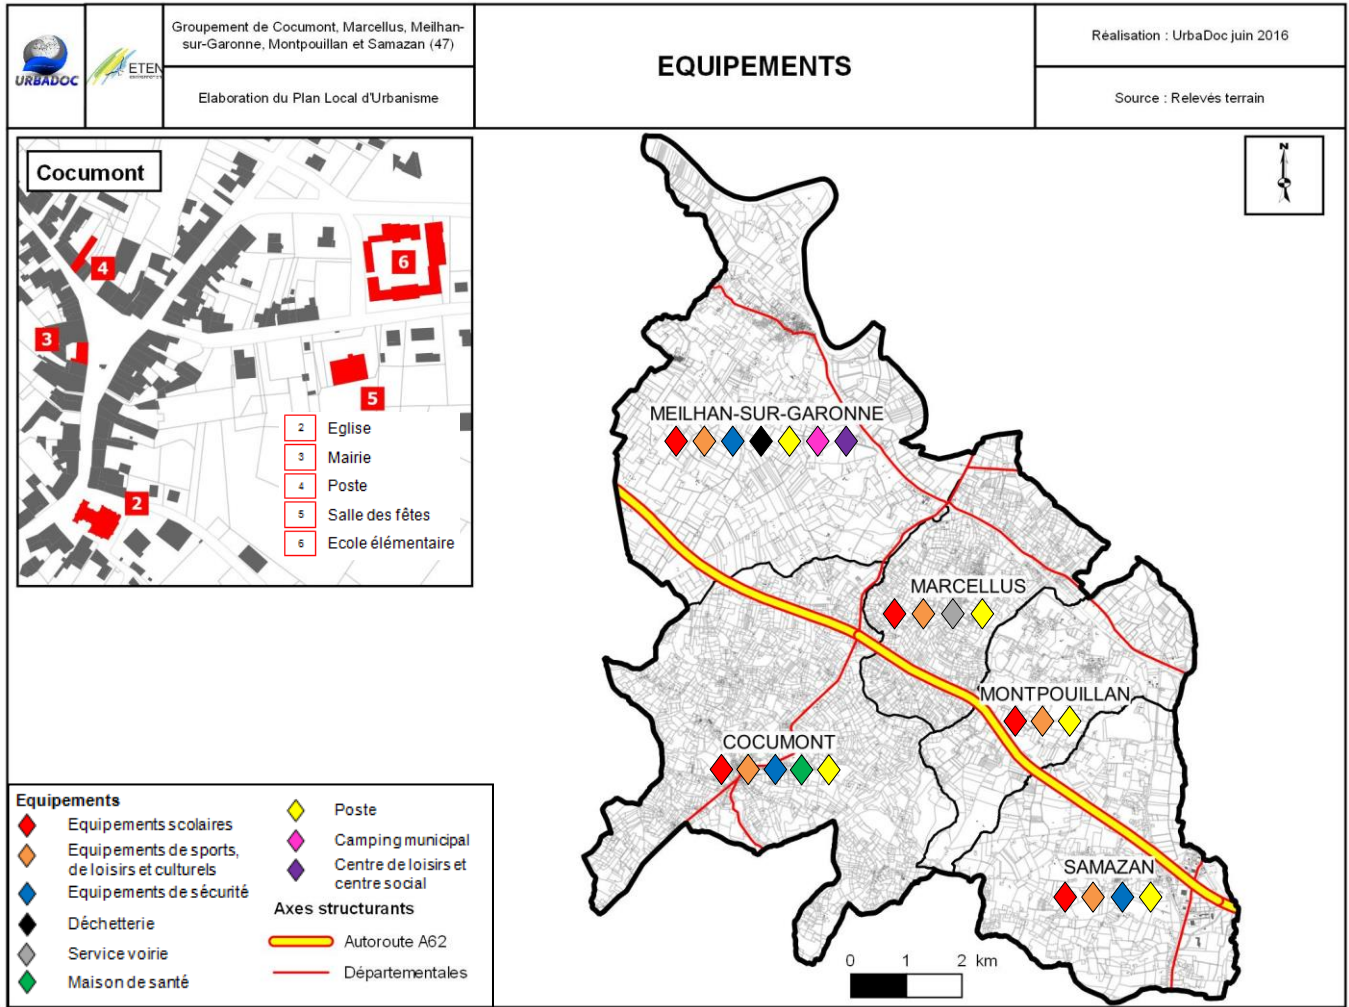 URBADOC
ETEN
Groupement de Cocumont, Marcellus, Meilhan-
sur-Garonne, Montpouillan et Samazan (47)
Elaboration du Plan Local d'Urbanisme
EQUIPEMENTS
Réalisation : UrbaDoc juin 2016
Source : Relevés terrain
Cocumont
4
6
3
5
2
2 Eglise
3 Mairie
4 Poste
5 Salle des fêtes
6 Ecole élémentaire
N
MEILHAN-SUR-GARONNE
MARCELLUS
MONTPOUILLAN
COCUMONT
SAMAZAN
0 1 2 km
Equipements
Equipements scolaires
Equipements de sports,
de loisirs et culturels
Equipements de sécurité
Déchetterie
Service voirie
Maison de santé
Poste
Camping municipal
Centre de loisirs et
centre social
Axes structurants
Autoroute A62
Départementales